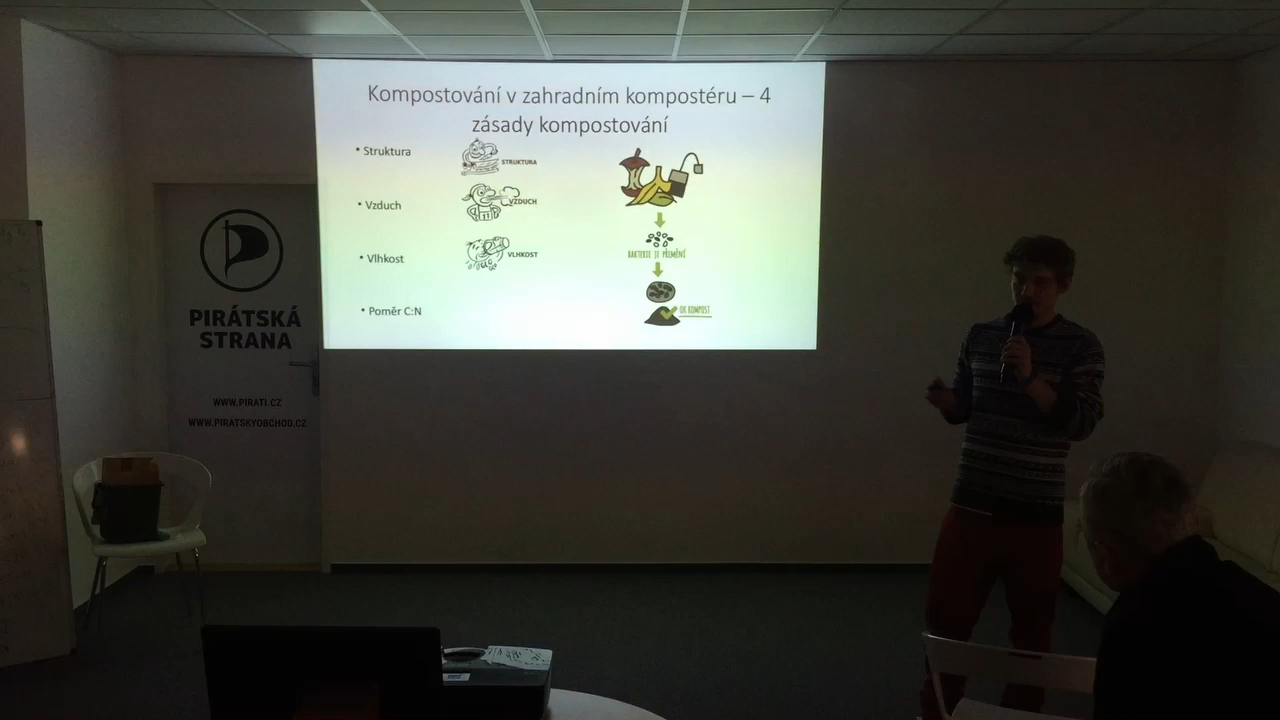 Kompostování v zahradním kompostéru – 4
zásady kompostování
• Struktura
STRUKTURA
• Vzduch
VZDUCH
• Vlhkost
VLHKOST
• Poměr C:N
BAKTERIE JE PŘEMĚNÍ
OK KOMPOST
PIRÁTSKÁ
STRANA
WWW.PIRATI.CZ
WWW.PIRATSKYOBCHOD.CZ